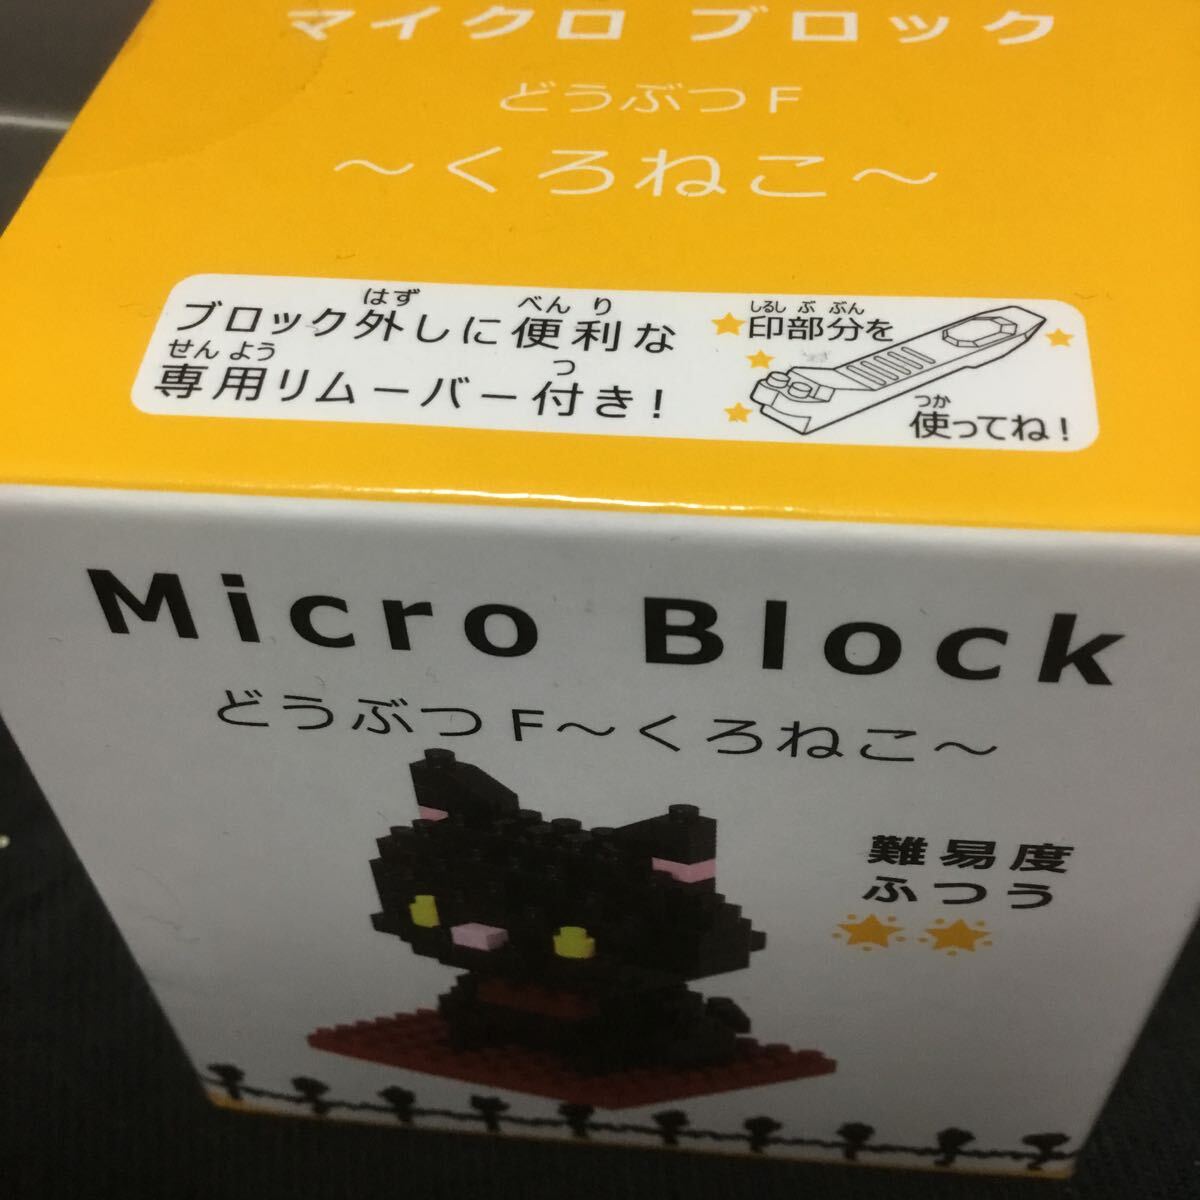 マイクロ ブロック
どうぶつF
～くろねこ～
はず べんり
ブロック外しに便利な
せんよう つ
専用リムーバー付き!
しるし ぶ ぶん
印部分を
つか
使ってね!
Micro Block
どうぶつF～くろねこ～
難易度
ふつう